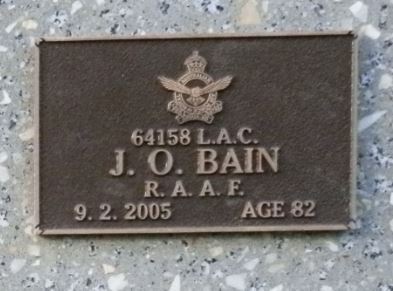 64158 L.A.C.
J. O. BAIN
R. A. A. F.
9. 2. 2005 AGE 82